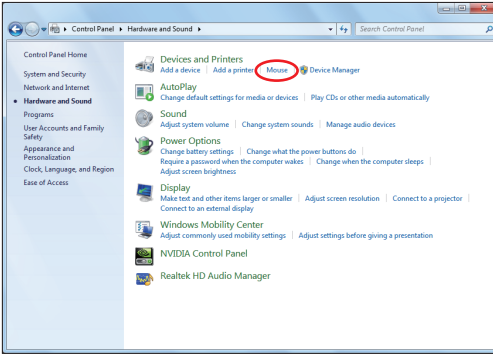 Control Panel ▸ Hardware and Sound ▸
Search Control Panel
Control Panel Home
System and Security
Network and Internet
Hardware and Sound
Programs
User Accounts and Family
Safety
Appearance and
Personalization
Clock, Language, and Region
Ease of Access
Devices and Printers
Add a device | Add a printer | Mouse | Device Manager
AutoPlay
Change default settings for media or devices | Play CDs or other media automatically
Sound
Adjust system volume | Change system sounds | Manage audio devices
Power Options
Change battery settings | Change what the power buttons do |
Require a password when the computer wakes | Change when the computer sleeps |
Adjust screen brightness
Display
Make text and other items larger or smaller | Adjust screen resolution | Connect to a projector |
Connect to an external display
Windows Mobility Center
Adjust commonly used mobility settings | Adjust settings before giving a presentation
NVIDIA Control Panel
Realtek HD Audio Manager